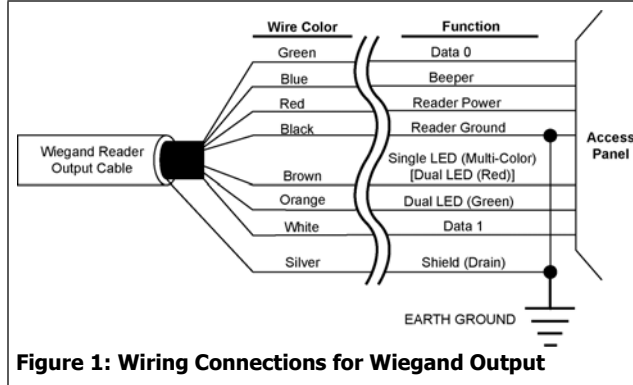 Wire Color Function
Green Data 0
Blue Beeper
Red Reader Power
Black Reader Ground
Access
Panel
Wiegand Reader
Output Cable
Single LED (Multi-Color)
Brown [Dual LED (Red)]
Orange Dual LED (Green)
White Data 1
Silver Shield (Drain)
EARTH GROUND
Figure 1: Wiring Connections for Wiegand Output